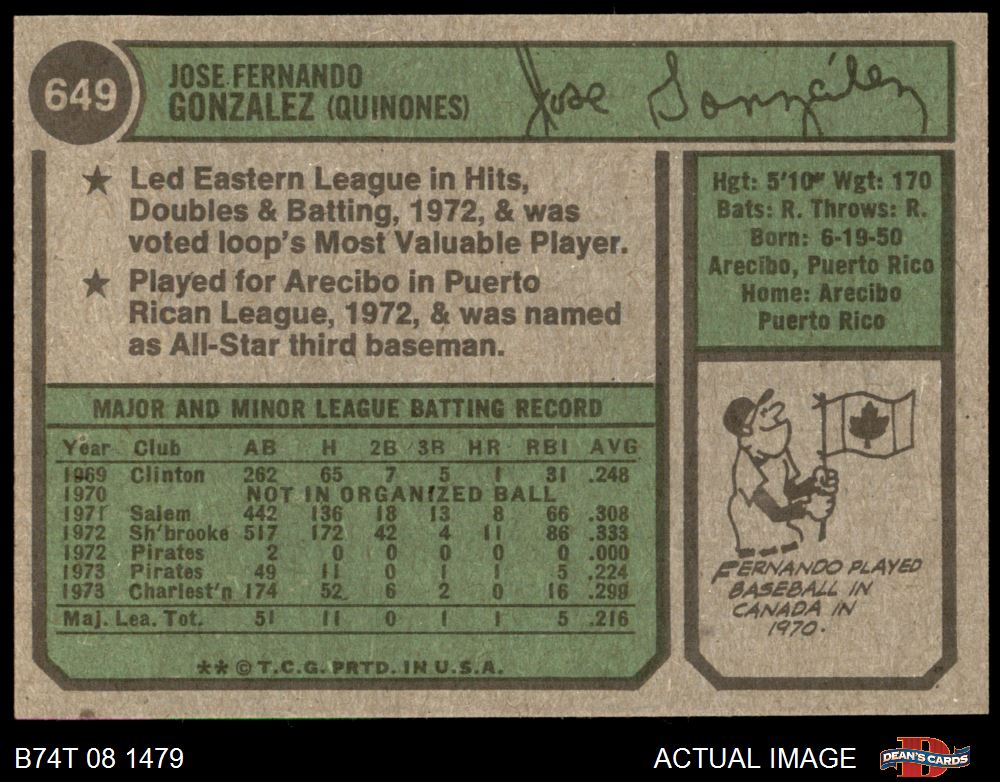 649
JOSE FERNANDO
GONZALEZ (QUINONES)
Jose González
★ Led Eastern League in Hits,
Doubles & Batting, 1972, & was
voted loop's Most Valuable Player.
★ Played for Arecibo in Puerto
Rican League, 1972, & was named
as All-Star third baseman.
Hgt: 5'10" Wgt: 170
Bats: R. Throws: R.
Born: 6-19-50
Arecibo, Puerto Rico
Home: Arecibo
Puerto Rico
MAJOR AND MINOR LEAGUE BATTING RECORD
Year Club AB H 2B 3B HR RBI AVG
1969 Clinton 262 65 7 5 1 31 .248
1970 NOT IN ORGANIZED BALL
1971 Salem 442 136 18 13 8 66 .308
1972 Sh'brooke 517 172 42 4 11 86 .333
1972 Pirates 2 0 0 0 0 0 .000
1973 Pirates 49 11 0 1 1 5 .224
1973 Charlest'n 174 52 6 2 0 16 .299
Maj. Lea. Tot. 51 11 0 1 1 5 .216
** © T.C.G. PRTD. IN U.S.A.
FERNANDO PLAYED
BASEBALL IN
CANADA IN
1970.
B74T 08 1479
ACTUAL IMAGE
DEAN'S CARDS